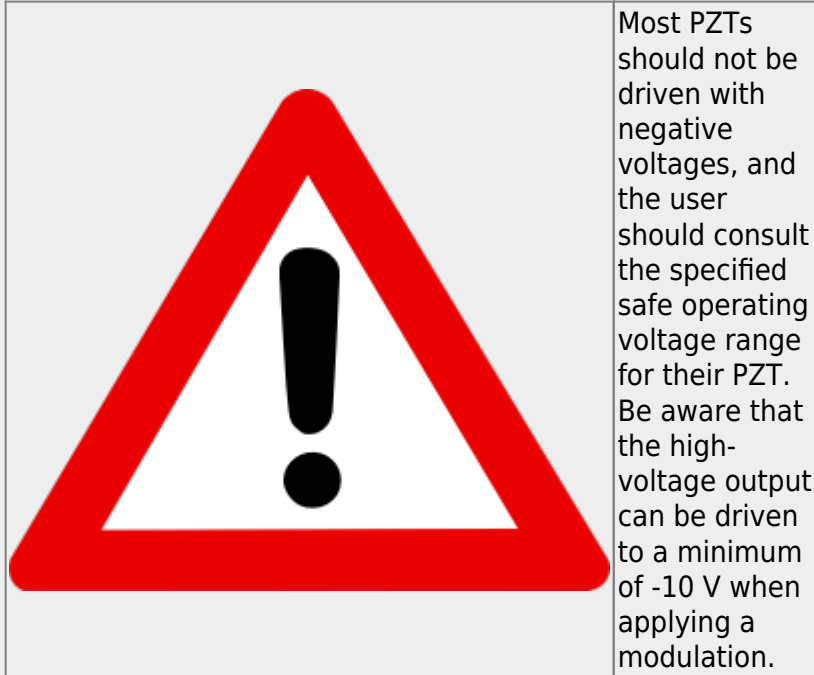 Most PZTs
should not be
driven with
negative
voltages, and
the user
should consult
the specified
safe operating
voltage range
for their PZT.
Be aware that
the high-
voltage output
can be driven
to a minimum
of -10 V when
applying a
modulation.